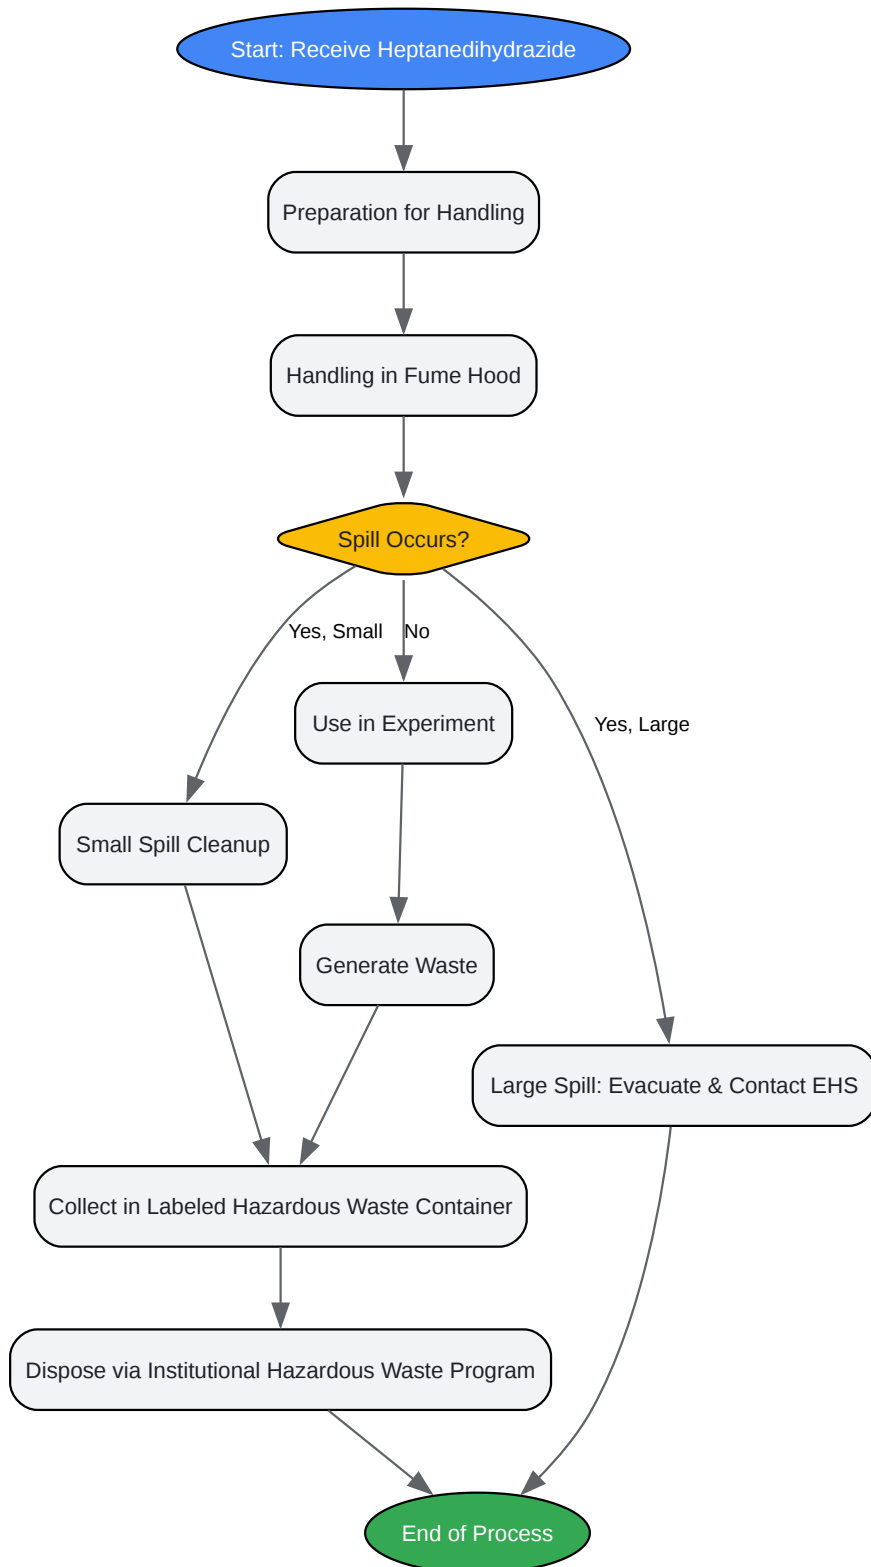 Start: Receive Heptanedihydrazide
Preparation for Handling
Handling in Fume Hood
Spill Occurs?
Yes, Small
No
Use in Experiment
Yes, Large
Small Spill Cleanup
Generate Waste
Large Spill: Evacuate & Contact EHS
Collect in Labeled Hazardous Waste Container
Dispose via Institutional Hazardous Waste Program
End of Process